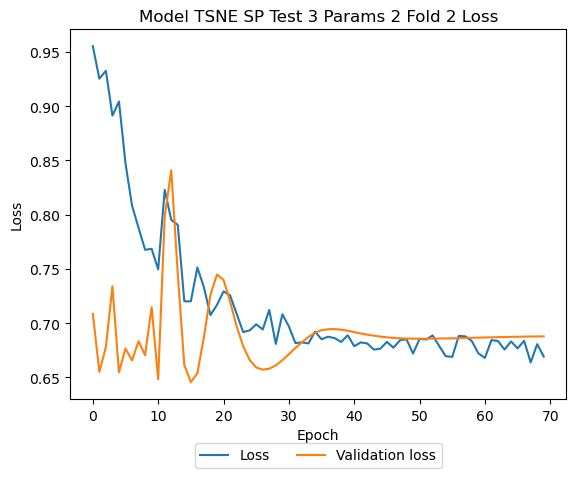 Model TSNE SP Test 3 Params 2 Fold 2 Loss
0.95
0.90
0.85
0.80
0.75
0.70
0.65
Loss
0 10 20 30 40 50 60 70
Epoch
Loss Validation loss